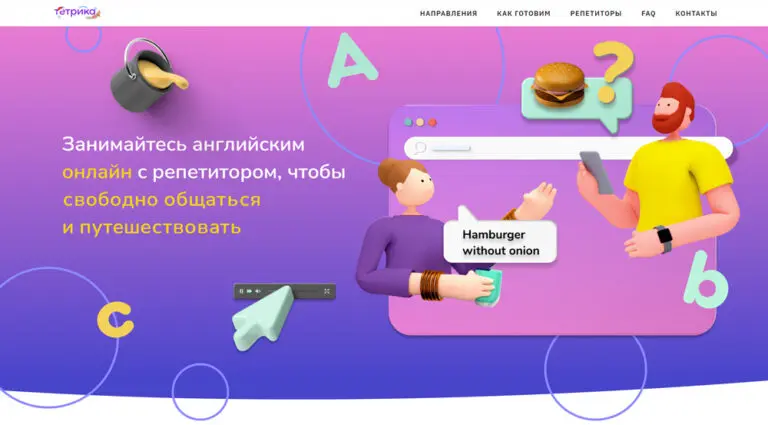 тетрика
НАПРАВЛЕНИЯ КАК ГОТОВИМ РЕПЕТИТОРЫ FAQ КОНТАКТЫ
A
?
Занимайтесь английским
онлайн с репетитором, чтобы
свободно общаться
и путешествовать
Hamburger
without onion
b
c